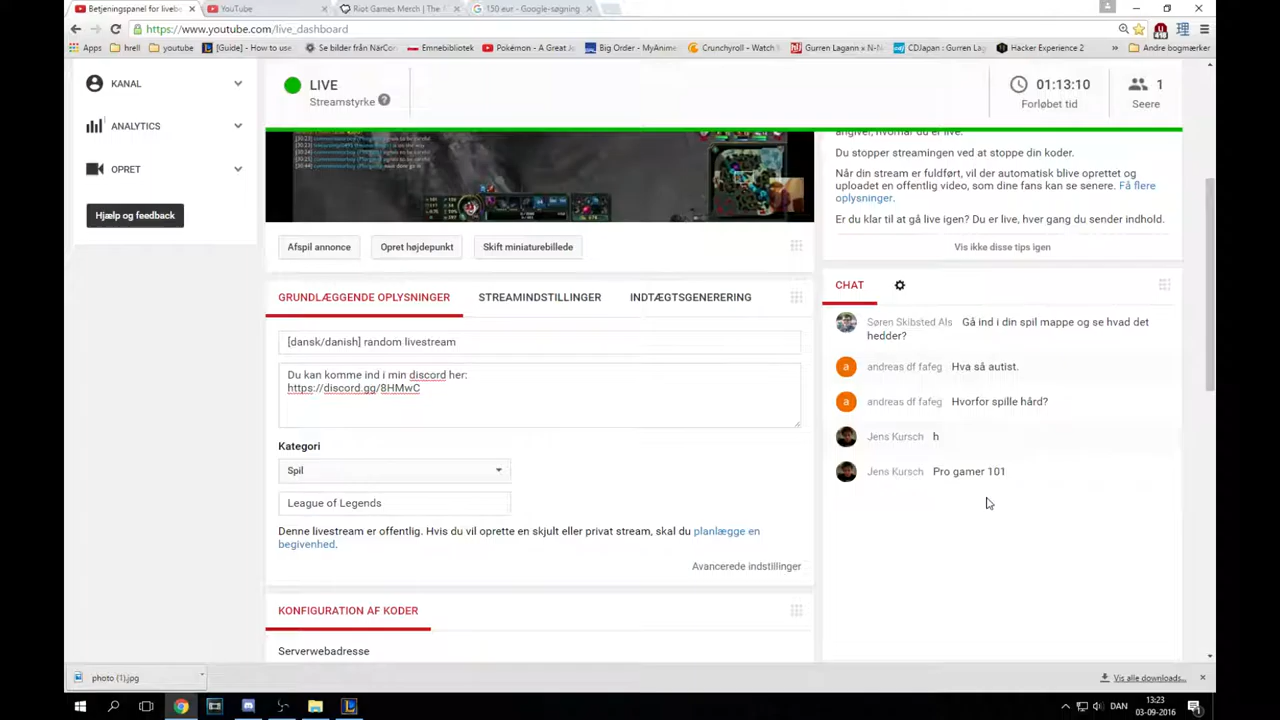 Betjeningspanel for livebe
YouTube
Riot Games Merch | The
150 eur - Google-søgning
https://www.youtube.com/live_dashboard
Apps
hrell
youtube
[Guide] - How to use
Se bilder från NärCon
Emnebibliotek
Pokémon - A Great Jo
Big Order - MyAnime
Crunchyroll - Watch
Gurren Lagann x N-N
CDJapan : Gurren Lag
Hacker Experience 2
»
Andre bogmærker
KANAL
ANALYTICS
OPRET
Hjælp og feedback
LIVE
Streamstyrke
01:13:10
Forløbet tid
1
Seere
angiver, hvornår du er live.
Du stopper streamingen ved at stoppe din koder.
Når din stream er fuldført, vil der automatisk blive oprettet og
uploadet en offentlig video, som dine fans kan se senere. Få flere
oplysninger.
Er du klar til at gå live igen? Du er live, hver gang du sender indhold.
Vis ikke disse tips igen
Afspil annonce
Opret højdepunkt
Skift miniaturebillede
GRUNDLÆGGENDE OPLYSNINGER
STREAMINDSTILLINGER
INDTÆGTSGENERERING
[dansk/danish] random livestream
Du kan komme ind i min discord her:
https://discord.gg/8HMwC
Kategori
Spil
League of Legends
Denne livestream er offentlig. Hvis du vil oprette en skjult eller privat stream, skal du planlægge en
begivenhed.
Avancerede indstillinger
KONFIGURATION AF KODER
Serverwebadresse
CHAT
Søren Skibsted Als Gå ind i din spil mappe og se hvad det
hedder?
a andreas df fafeg Hva så autist.
a andreas df fafeg Hvorfor spille hård?
Jens Kursch h
Jens Kursch Pro gamer 101
photo (1).jpg
Vis alle downloads...
DAN
13:23
03-09-2016